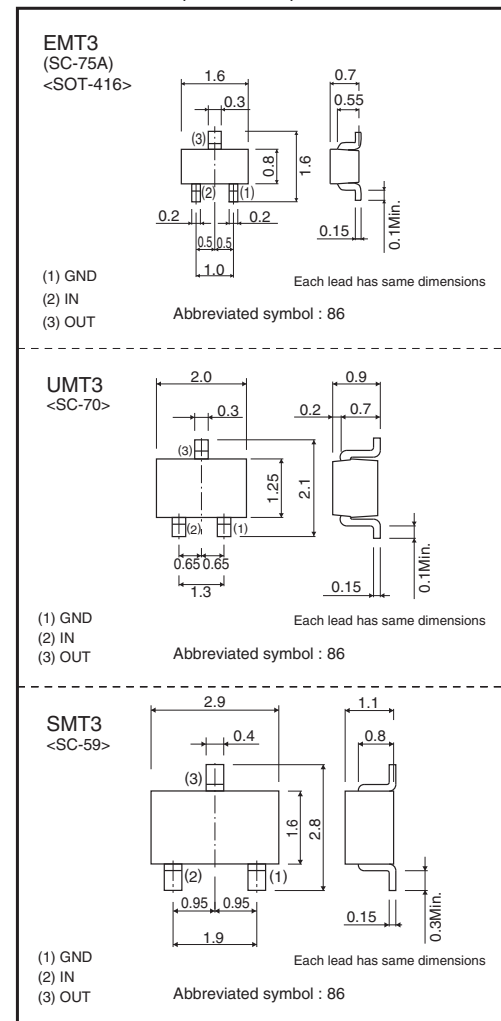 EMT3
(SC-75A)
<SOT-416>
1.6
0.3
(3)
0.8
1.6
(2)
(1)
0.2
0.2
0.5
0.5
1.0
0.7
0.55
0.15
0.1Min.
(1) GND
(2) IN
(3) OUT
Each lead has same dimensions
Abbreviated symbol : 86
UMT3
<SC-70>
2.0
0.3
(3)
1.25
2.1
(2)
(1)
0.65
0.65
1.3
0.9
0.2
0.7
0.15
0.1Min.
(1) GND
(2) IN
(3) OUT
Each lead has same dimensions
Abbreviated symbol : 86
SMT3
<SC-59>
2.9
0.4
(3)
1.6
2.8
(2)
(1)
0.95
0.95
1.9
1.1
0.8
0.15
0.3Min.
(1) GND
(2) IN
(3) OUT
Each lead has same dimensions
Abbreviated symbol : 86